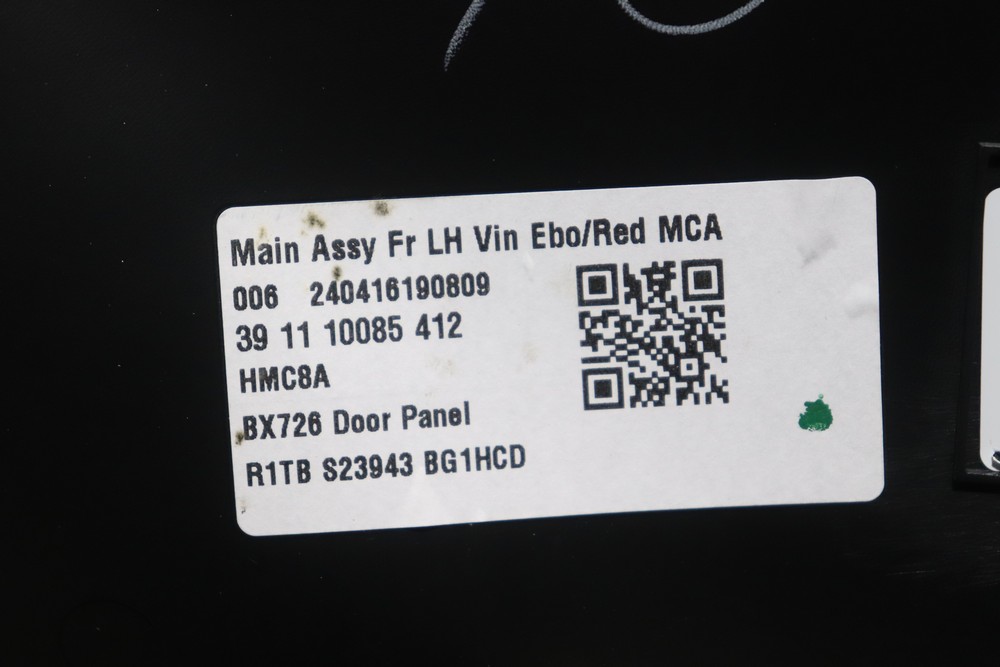 Main Assy Fr LH Vin Ebo/Red MCA
006 240416190809
39 11 10085 412
HMC8A
BX726 Door Panel
R1TB S23943 BG1HCD